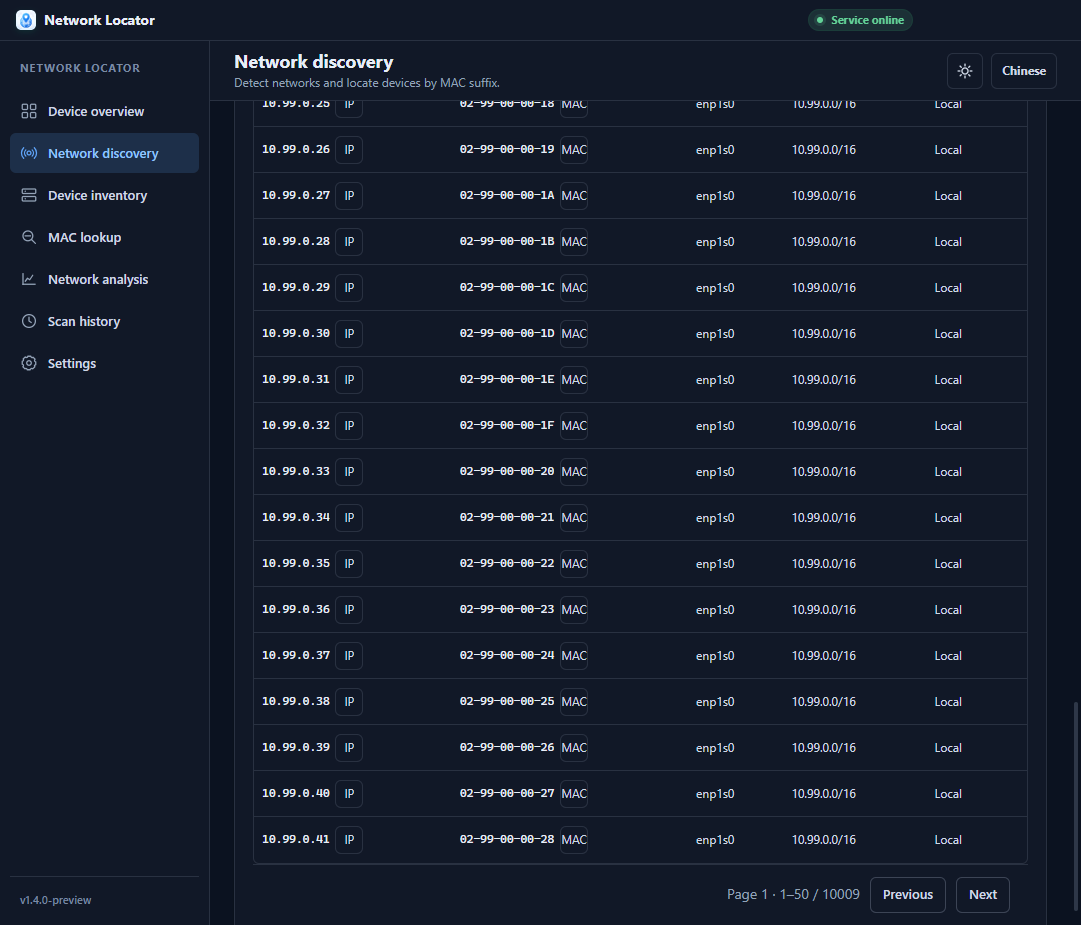 Network Locator
Service online
NETWORK LOCATOR
Device overview
Network discovery
Device inventory
MAC lookup
Network analysis
Scan history
Settings
v1.4.0-preview
Network discovery
Detect networks and locate devices by MAC suffix.
Chinese
10.99.0.25 IP 02-99-00-00-18 MAC enp1s0 10.99.0.0/16 Local
10.99.0.26 IP 02-99-00-00-19 MAC enp1s0 10.99.0.0/16 Local
10.99.0.27 IP 02-99-00-00-1A MAC enp1s0 10.99.0.0/16 Local
10.99.0.28 IP 02-99-00-00-1B MAC enp1s0 10.99.0.0/16 Local
10.99.0.29 IP 02-99-00-00-1C MAC enp1s0 10.99.0.0/16 Local
10.99.0.30 IP 02-99-00-00-1D MAC enp1s0 10.99.0.0/16 Local
10.99.0.31 IP 02-99-00-00-1E MAC enp1s0 10.99.0.0/16 Local
10.99.0.32 IP 02-99-00-00-1F MAC enp1s0 10.99.0.0/16 Local
10.99.0.33 IP 02-99-00-00-20 MAC enp1s0 10.99.0.0/16 Local
10.99.0.34 IP 02-99-00-00-21 MAC enp1s0 10.99.0.0/16 Local
10.99.0.35 IP 02-99-00-00-22 MAC enp1s0 10.99.0.0/16 Local
10.99.0.36 IP 02-99-00-00-23 MAC enp1s0 10.99.0.0/16 Local
10.99.0.37 IP 02-99-00-00-24 MAC enp1s0 10.99.0.0/16 Local
10.99.0.38 IP 02-99-00-00-25 MAC enp1s0 10.99.0.0/16 Local
10.99.0.39 IP 02-99-00-00-26 MAC enp1s0 10.99.0.0/16 Local
10.99.0.40 IP 02-99-00-00-27 MAC enp1s0 10.99.0.0/16 Local
10.99.0.41 IP 02-99-00-00-28 MAC enp1s0 10.99.0.0/16 Local
Page 1 · 1–50 / 10009 Previous Next